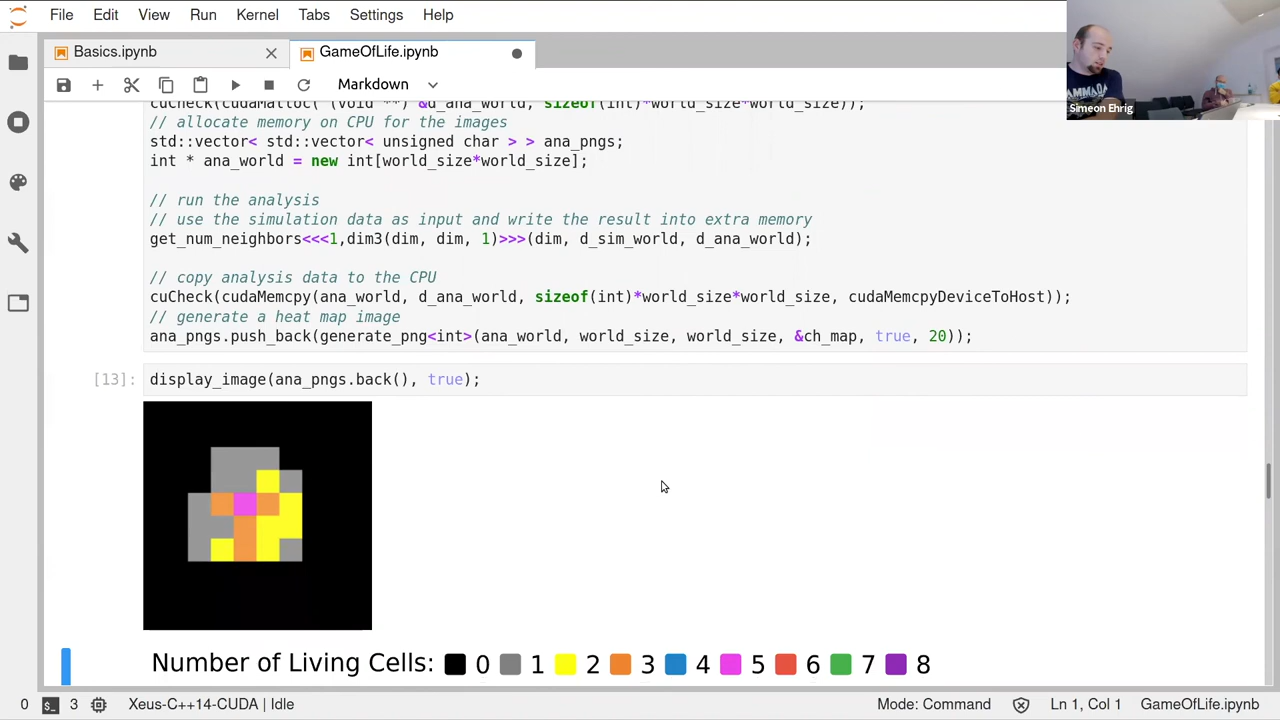 File Edit View Run Kernel Tabs Settings Help
Basics.ipynb GameOfLife.ipynb
Markdown
cuCheck(cudaMalloc( (void **) &d_ana_world, sizeof(int)*world_size*world_size));
// allocate memory on CPU for the images
std::vector< std::vector< unsigned char > > ana_pngs;
int * ana_world = new int[world_size*world_size];
// run the analysis
// use the simulation data as input and write the result into extra memory
get_num_neighbors<<<1,dim3(dim, dim, 1)>>>(dim, d_sim_world, d_ana_world);
// copy analysis data to the CPU
cuCheck(cudaMemcpy(ana_world, d_ana_world, sizeof(int)*world_size*world_size, cudaMemcpyDeviceToHost));
// generate a heat map image
ana_pngs.push_back(generate_png<int>(ana_world, world_size, world_size, &ch_map, true, 20));
[13]: display_image(ana_pngs.back(), true);
Number of Living Cells: 0 1 2 3 4 5 6 7 8
0 3 Xeus-C++14-CUDA | Idle Mode: Command Ln 1, Col 1 GameOfLife.ipynb
Simeon Ehrig